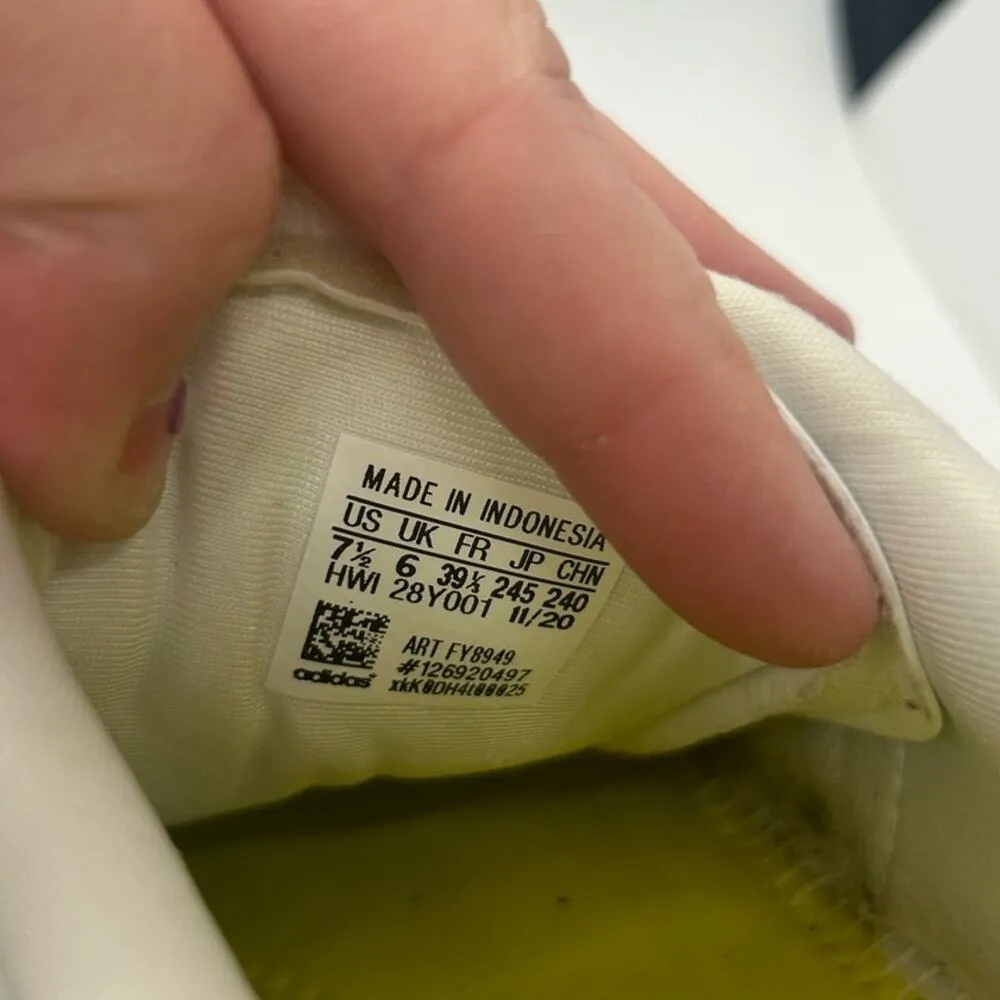 MADE IN INDONESIA
US UK FR JP CHN
7½ 6 39⅓ 245 240
HWI 28Y001 11/20
ART FY8949
#126920497
adidas